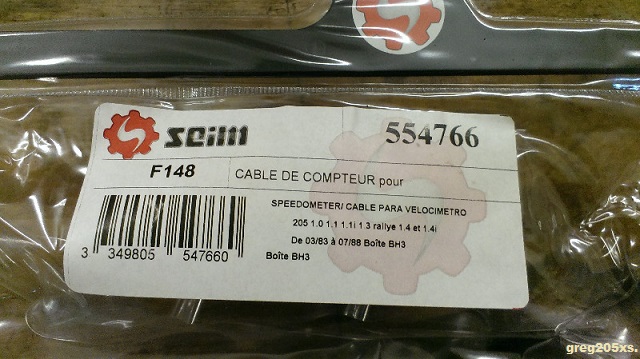 seim
554766
F148
CABLE DE COMPTEUR pour
SPEEDOMETER/ CABLE PARA VELOCIMETRO
205 1.0 1.1 1.1i 1 3 rallye 1.4 et 1.4i
De 03/83 à 07/88 Boîte BH3
Boîte BH3
3 349805 547660
greg205xs.